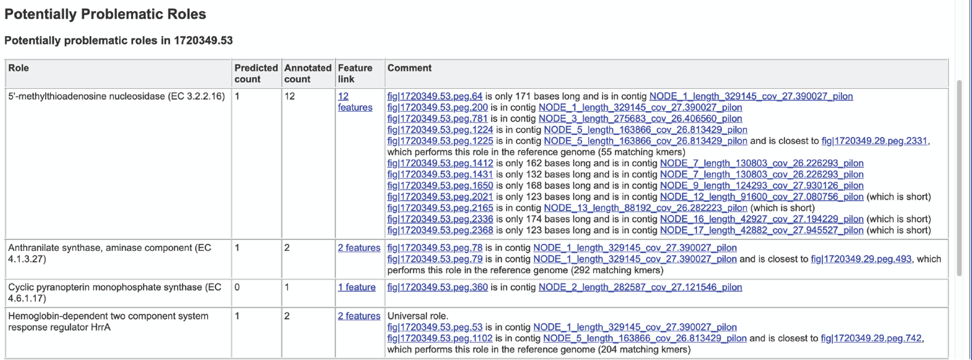 Potentially Problematic Roles
Potentially problematic roles in 1720349.53
Role
Predicted count
Annotated count
Feature link
Comment
5'-methylthioadenosine nucleosidase (EC 3.2.2.16)
1
12
12 features
fig|1720349.53.peg.64 is only 171 bases long and is in contig NODE_1_length_329145_cov_27.390027_pilon
fig|1720349.53.peg.200 is in contig NODE_1_length_329145_cov_27.390027_pilon
fig|1720349.53.peg.781 is in contig NODE_3_length_275683_cov_26.406560_pilon
fig|1720349.53.peg.1224 is in contig NODE_5_length_163866_cov_26.813429_pilon
fig|1720349.53.peg.1225 is in contig NODE_5_length_163866_cov_26.813429_pilon and is closest to fig|1720349.29.peg.2331,
which performs this role in the reference genome (55 matching kmers)
fig|1720349.53.peg.1412 is only 162 bases long and is in contig NODE_7_length_130803_cov_26.226293_pilon
fig|1720349.53.peg.1431 is only 132 bases long and is in contig NODE_7_length_130803_cov_26.226293_pilon
fig|1720349.53.peg.1650 is only 168 bases long and is in contig NODE_9_length_124293_cov_27.930126_pilon
fig|1720349.53.peg.2021 is only 123 bases long and is in contig NODE_12_length_91600_cov_27.080756_pilon (which is short)
fig|1720349.53.peg.2165 is in contig NODE_13_length_88192_cov_26.282223_pilon (which is short)
fig|1720349.53.peg.2336 is only 174 bases long and is in contig NODE_16_length_42927_cov_27.194229_pilon (which is short)
fig|1720349.53.peg.2368 is only 123 bases long and is in contig NODE_17_length_42882_cov_27.945527_pilon (which is short)
Anthranilate synthase, aminase component (EC
4.1.3.27)
1
2
2 features
fig|1720349.53.peg.78 is in contig NODE_1_length_329145_cov_27.390027_pilon
fig|1720349.53.peg.79 is in contig NODE_1_length_329145_cov_27.390027_pilon and is closest to fig|1720349.29.peg.493, which
performs this role in the reference genome (292 matching kmers)
Cyclic pyranopterin monophosphate synthase (EC
4.6.1.17)
0
1
1 feature
fig|1720349.53.peg.360 is in contig NODE_2_length_282587_cov_27.121546_pilon
Hemoglobin-dependent two component system
response regulator HrrA
1
2
2 features
Universal role.
fig|1720349.53.peg.53 is in contig NODE_1_length_329145_cov_27.390027_pilon
fig|1720349.53.peg.1102 is in contig NODE_5_length_163866_cov_26.813429_pilon and is closest to fig|1720349.29.peg.742,
which performs this role in the reference genome (204 matching kmers)